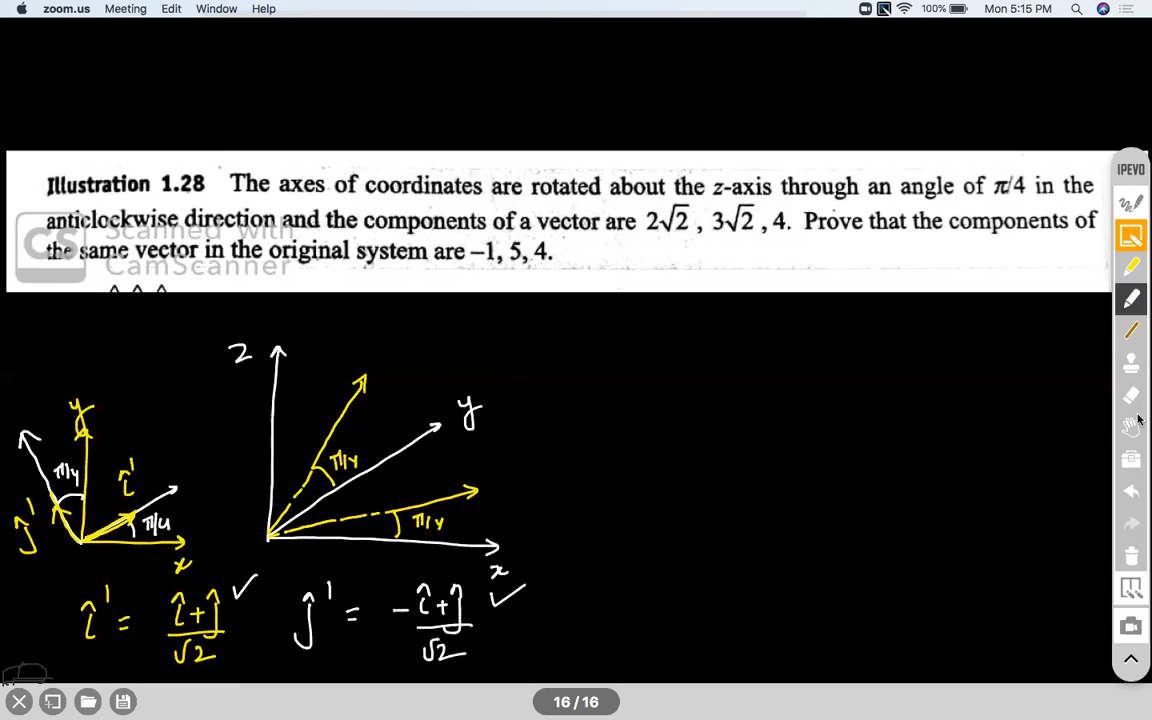 zoom.us Meeting Edit Window Help 100% Mon 5:15 PM
IPEVO
Illustration 1.28 The axes of coordinates are rotated about the z-axis through an angle of π/4 in the
anticlockwise direction and the components of a vector are 2√2 , 3√2 , 4. Prove that the components of
the same vector in the original system are –1, 5, 4.
CS Scanned with
CamScanner
z
y
y
π/4
î'
π/4
ĵ'
π/4
π/4
x
x
î' = (î+ĵ)/√2 ✓ ĵ' = (-î+ĵ)/√2 ✓
16 / 16